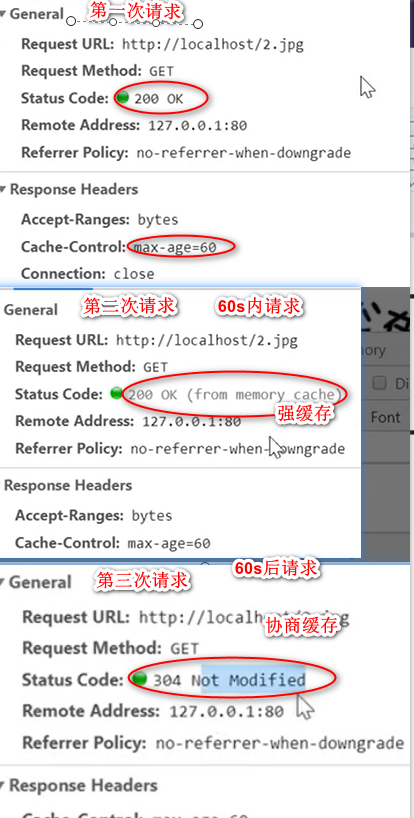 第一次请求
General
Request URL: http://localhost/2.jpg
Request Method: GET
Status Code: 200 OK
Remote Address: 127.0.0.1:80
Referrer Policy: no-referrer-when-downgrade
Response Headers
Accept-Ranges: bytes
Cache-Control: max-age=60
Connection: close
第二次请求 60s内请求
General
Request URL: http://localhost/2.jpg
Request Method: GET
Status Code: 200 OK (from memory cache)
强缓存
Remote Address: 127.0.0.1:80
Font
Referrer Policy: no-referrer-when-downgrade
Response Headers
Accept-Ranges: bytes
Cache-Control: max-age=60
60s后请求
第三次请求
General
Request URL: http://localhost/2.jpg
协商缓存
Request Method: GET
Status Code: 304 Not Modified
Remote Address: 127.0.0.1:80
Referrer Policy: no-referrer-when-downgrade
Response Headers
Cache-Control: max-age=60